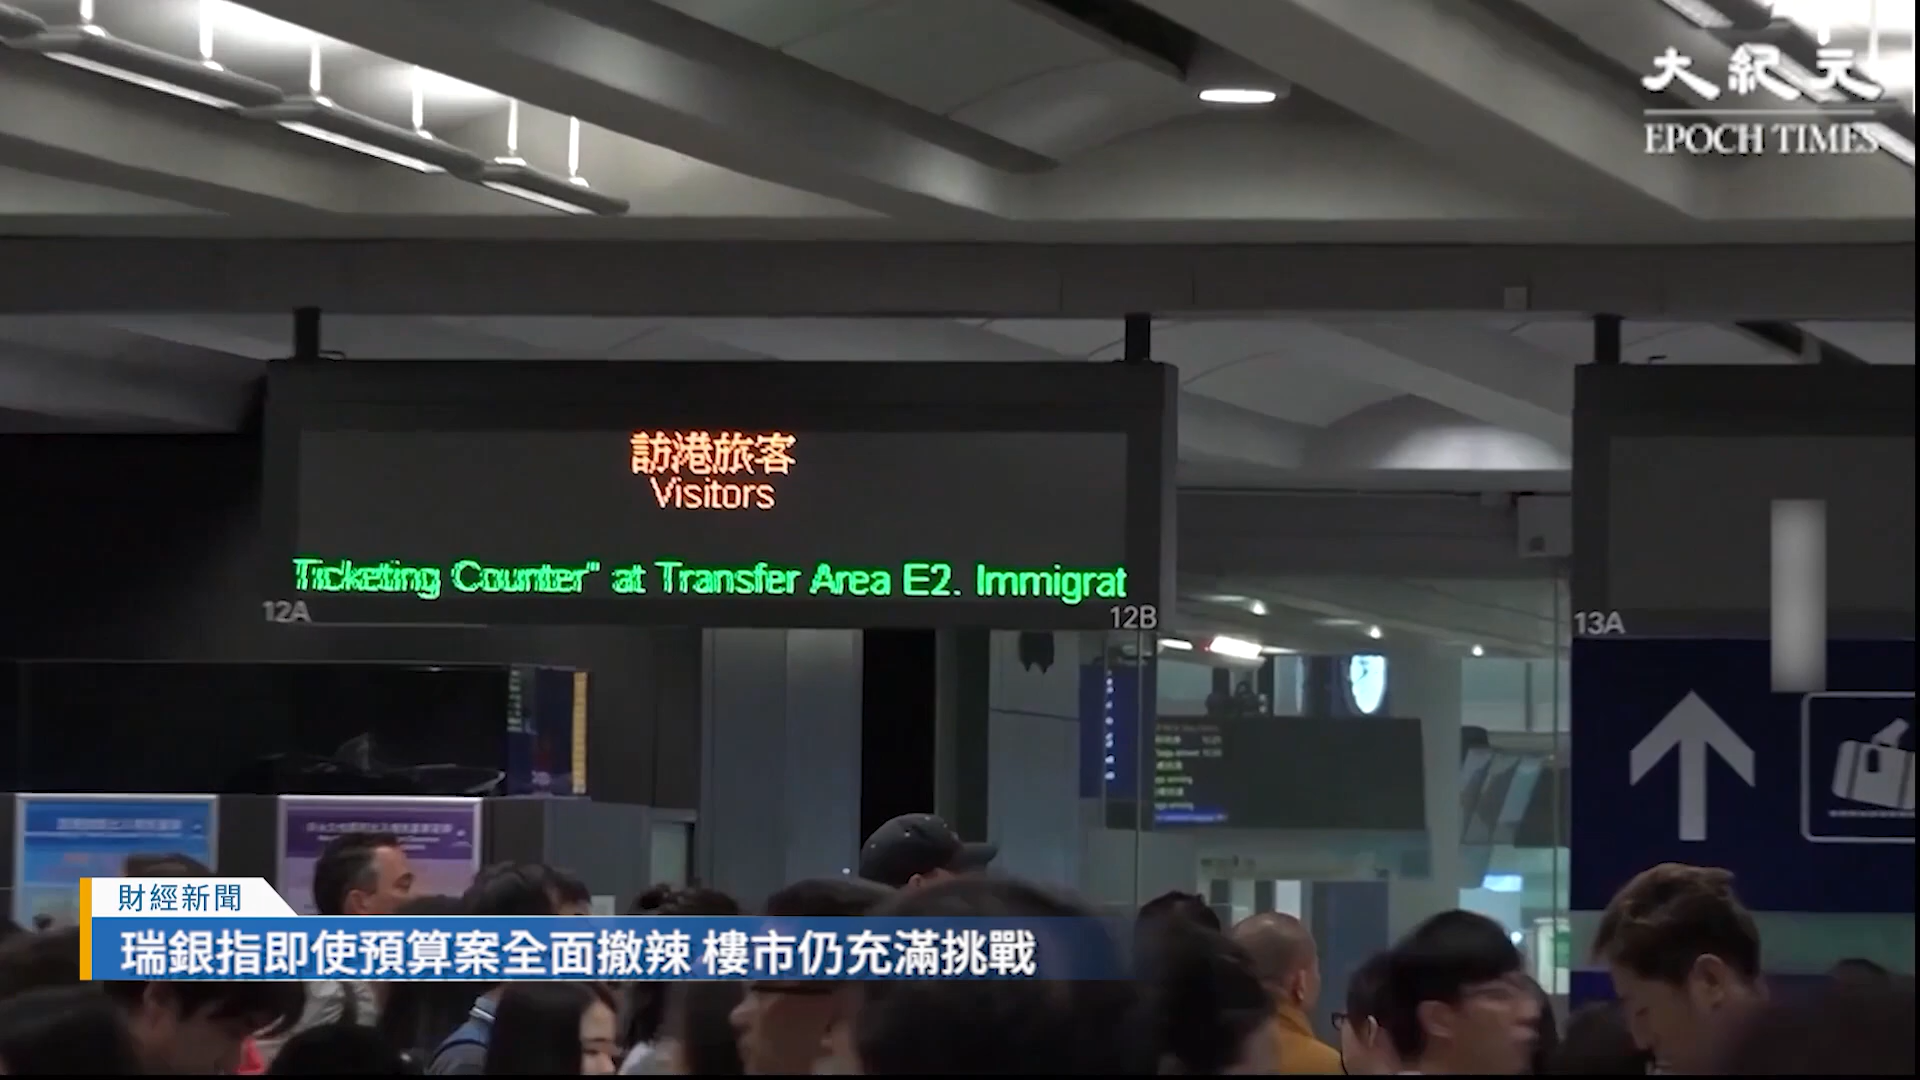 大紀元
EPOCH TIMES
訪港旅客
Visitors
Ticketing Counter" at Transfer Area E2. Immigrat
12A
12B
13A
財經新聞
瑞銀指即使預算案全面撤辣 樓市仍充滿挑戰